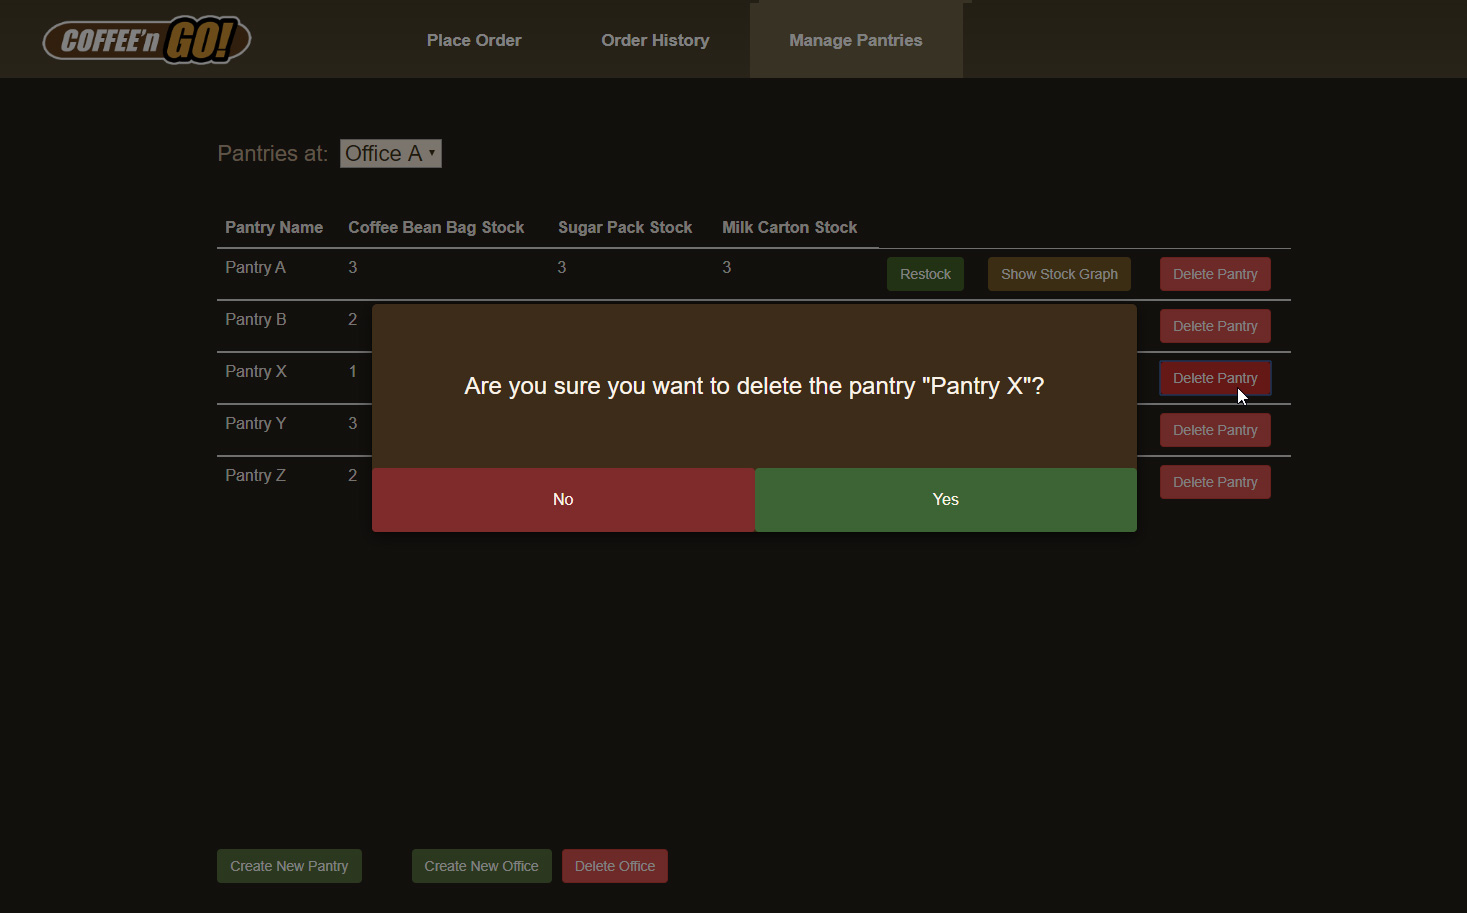 COFFEE'n GO!
Place Order
Order History
Manage Pantries
Pantries at: Office A
Pantry Name Coffee Bean Bag Stock Sugar Pack Stock Milk Carton Stock
Pantry A 3 3 3 Restock Show Stock Graph Delete Pantry
Pantry B 2 Delete Pantry
Pantry X 1 Delete Pantry
Pantry Y 3 Delete Pantry
Pantry Z 2 Delete Pantry
Are you sure you want to delete the pantry "Pantry X"?
No
Yes
Create New Pantry
Create New Office
Delete Office